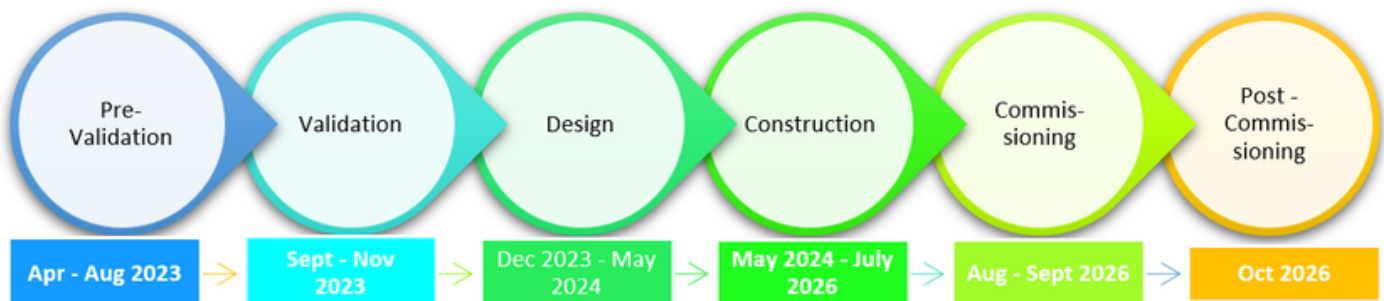 Pre-
Validation
Validation
Design
Construction
Commis-
sioning
Post -
Commis-
sioning
Apr - Aug 2023
Sept - Nov
2023
Dec 2023 - May
2024
May 2024 - July
2026
Aug - Sept 2026
Oct 2026